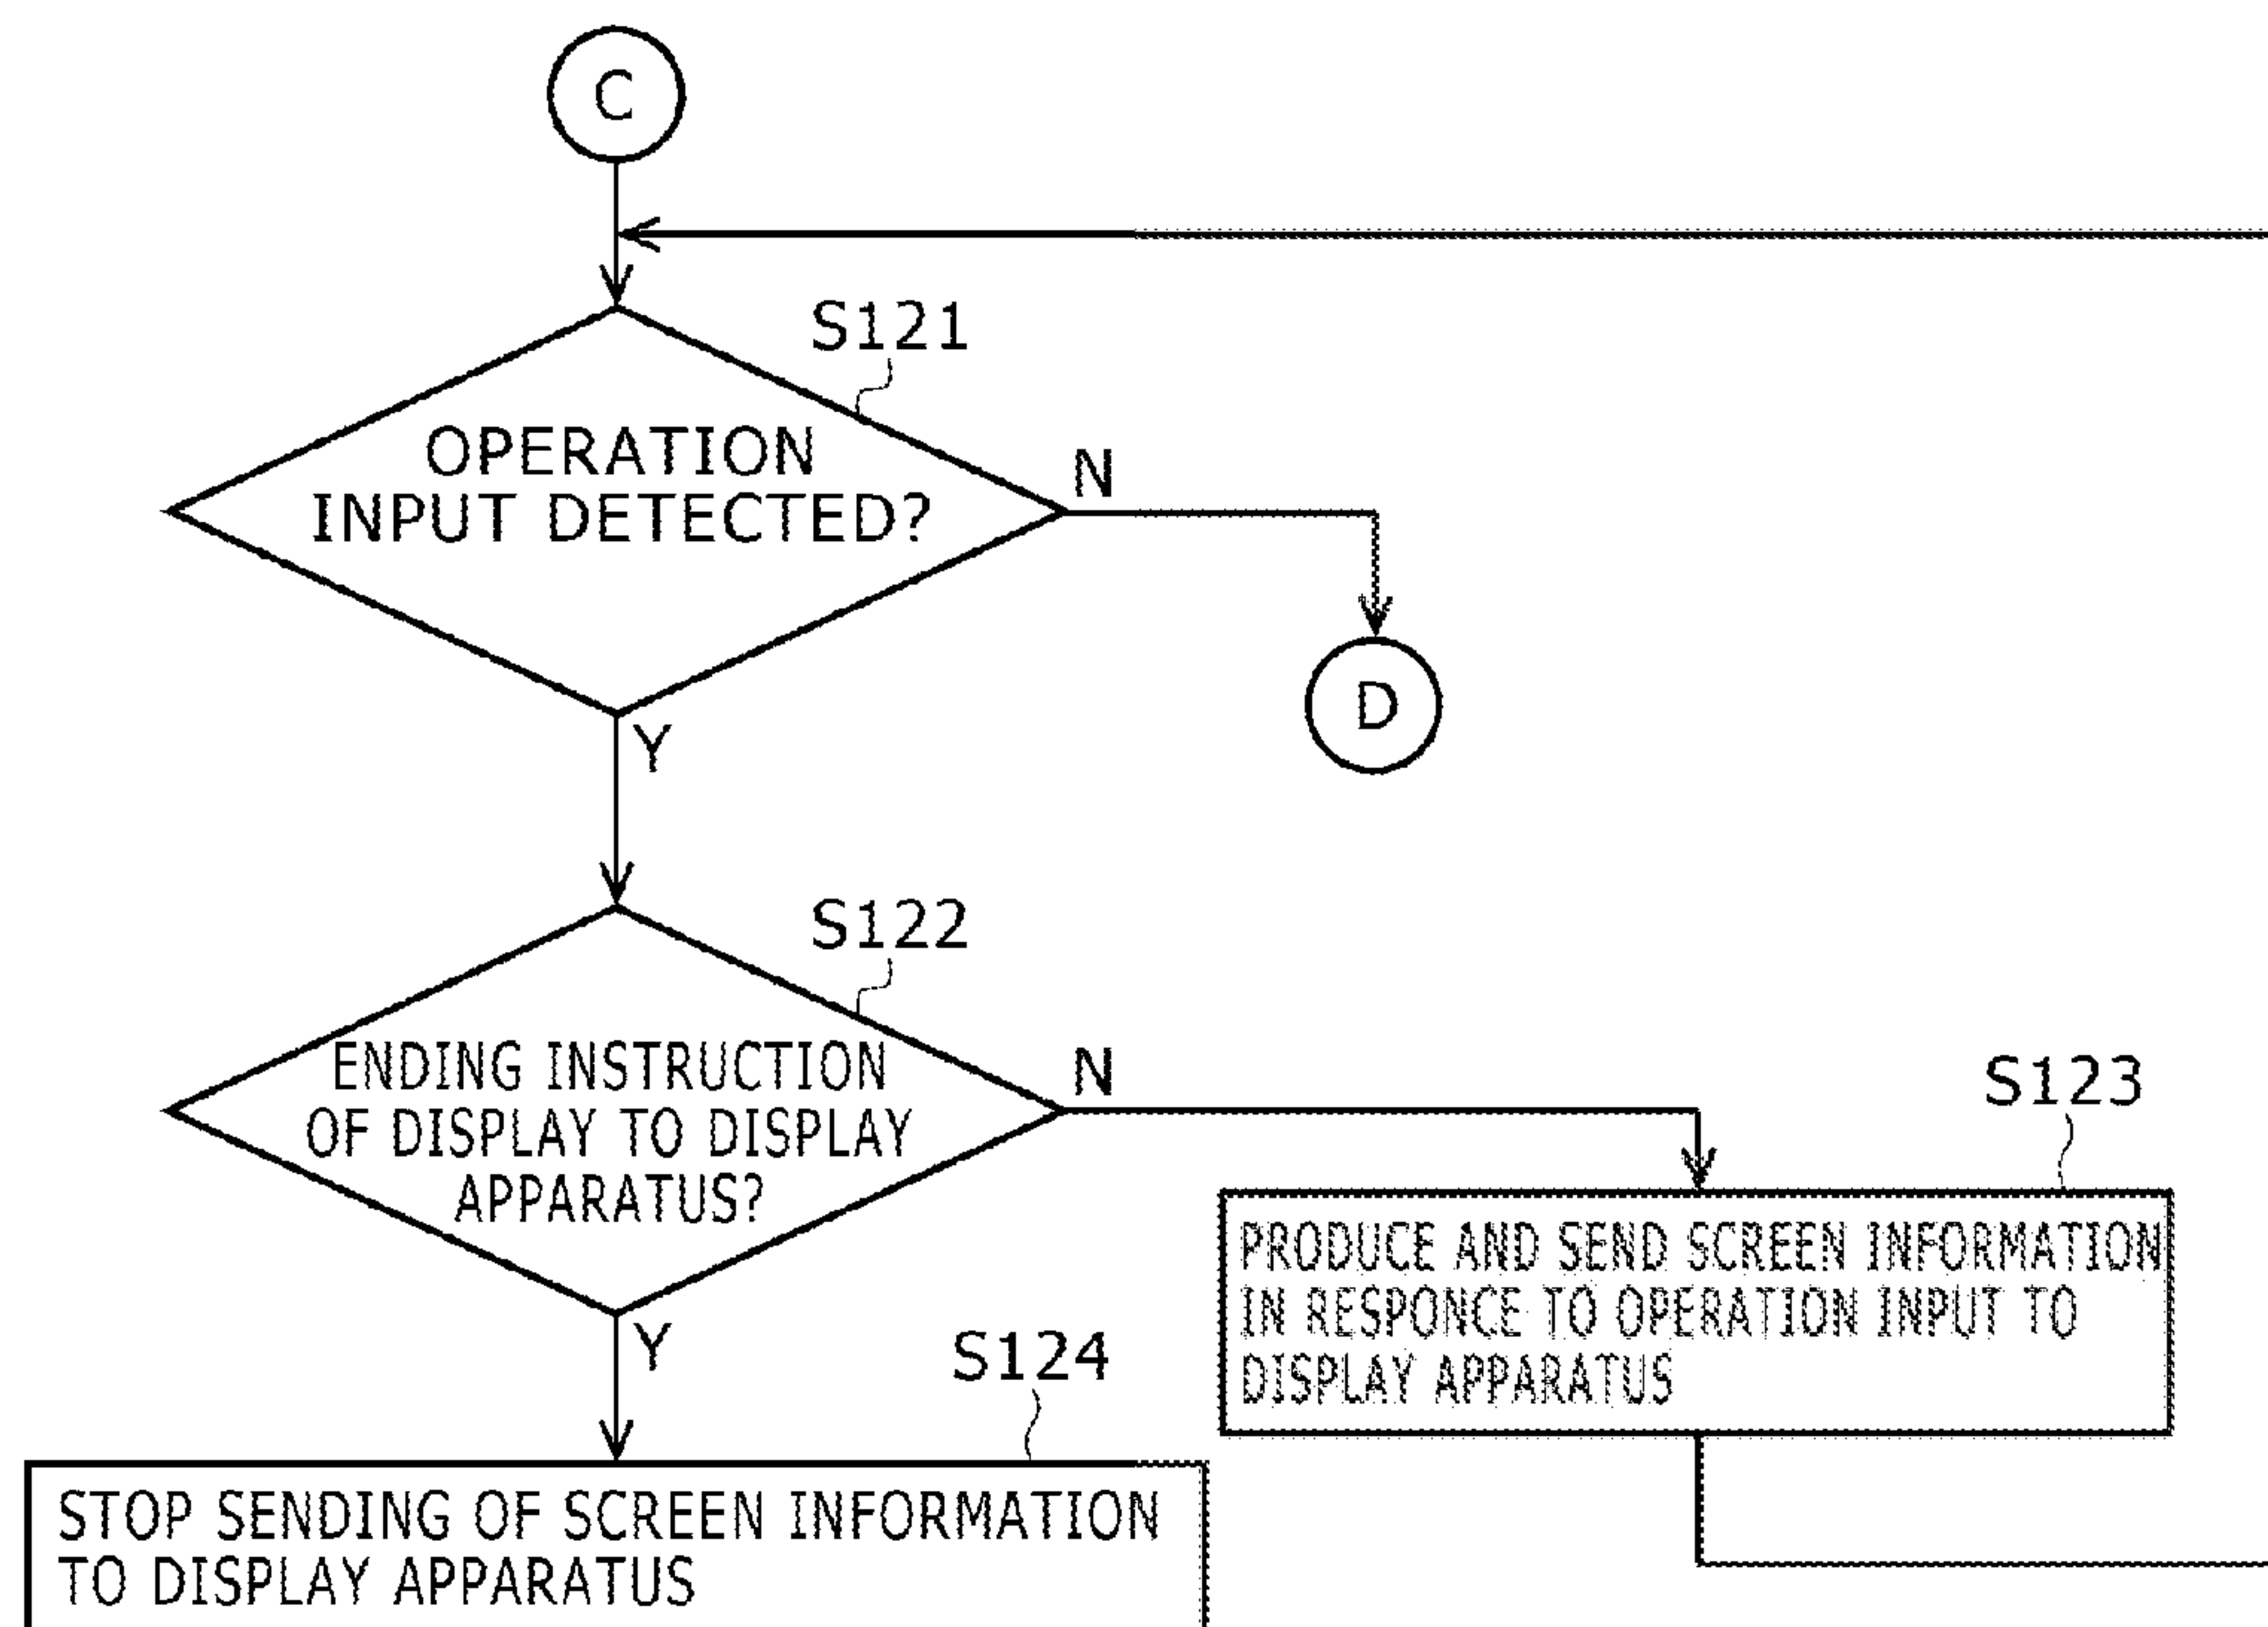 C
S121
OPERATION
INPUT DETECTED?
N
D
Y
S122
ENDING INSTRUCTION
OF DISPLAY TO DISPLAY
APPARATUS?
N
S123
PRODUCE AND SEND SCREEN INFORMATION
IN RESPONCE TO OPERATION INPUT TO
DISPLAY APPARATUS
Y
S124
STOP SENDING OF SCREEN INFORMATION
TO DISPLAY APPARATUS